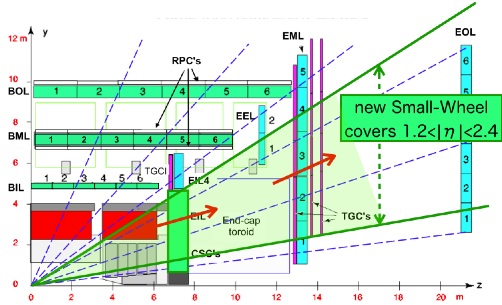 12 m
y
10
8
6
4
2
0
BOL
BML
BIL
RPC's
1 2 3 4 5 6
1 2 3 4 5 6
1 2 3 4 5 6
TGCI
EEL
2
1
EIL4
CSC's
End-cap
toroid
EML
5
4
3
2
1
TGC's
EOL
6
5
2
1
new Small-Wheel
covers 1.2<|η|<2.4
0 2 4 6 8 10 12 14 16 18 20 m
z